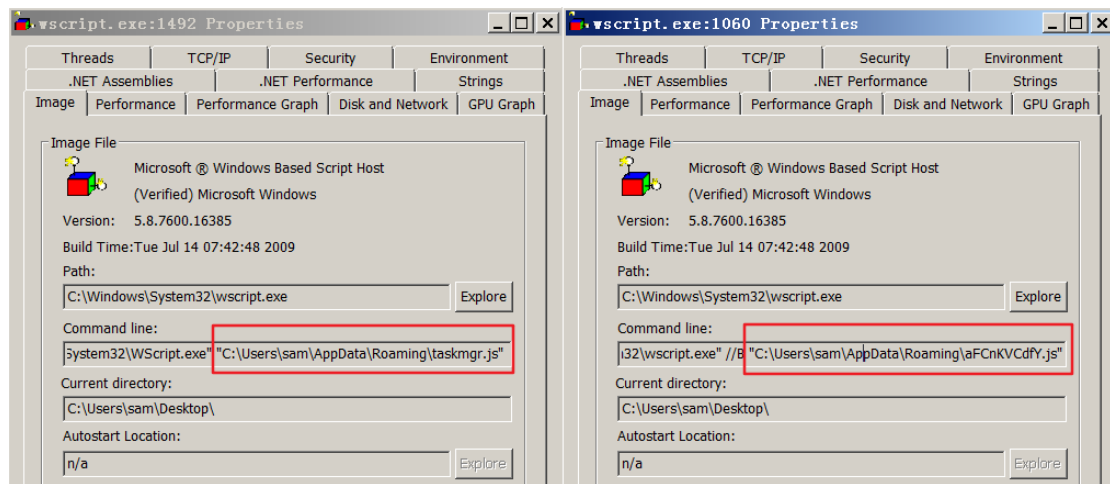 wscript.exe:1492 Properties
Threads TCP/IP Security Environment
.NET Assemblies .NET Performance Strings
Image Performance Performance Graph Disk and Network GPU Graph
Image File
Microsoft ® Windows Based Script Host
(Verified) Microsoft Windows
Version: 5.8.7600.16385
Build Time:Tue Jul 14 07:42:48 2009
Path:
C:\Windows\System32\wscript.exe Explore
Command line:
System32\WScript.exe" "C:\Users\sam\AppData\Roaming\taskmgr.js"
Current directory:
C:\Users\sam\Desktop\
Autostart Location:
n/a Explore
wscript.exe:1060 Properties
Threads TCP/IP Security Environment
.NET Assemblies .NET Performance Strings
Image Performance Performance Graph Disk and Network GPU Graph
Image File
Microsoft ® Windows Based Script Host
(Verified) Microsoft Windows
Version: 5.8.7600.16385
Build Time:Tue Jul 14 07:42:48 2009
Path:
C:\Windows\System32\wscript.exe Explore
Command line:
32\wscript.exe" //B "C:\Users\sam\AppData\Roaming\aFCnKVCdfY.js"
Current directory:
C:\Users\sam\Desktop\
Autostart Location:
n/a Explore